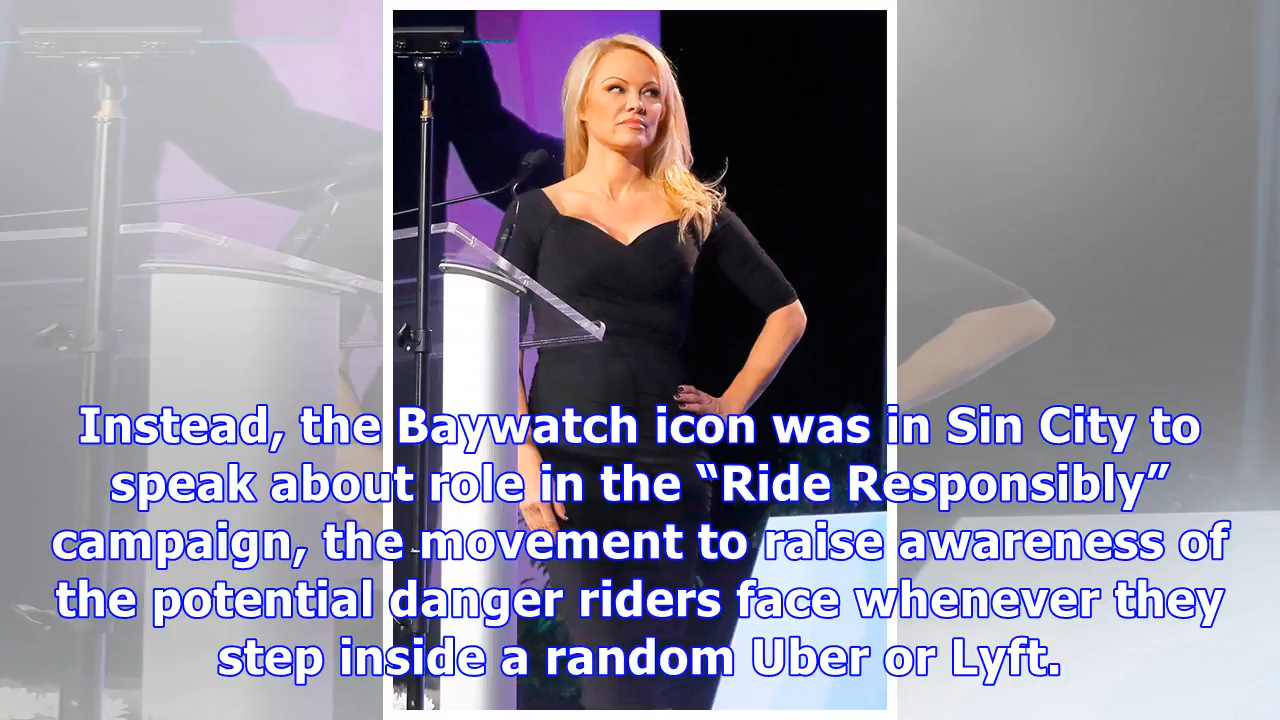 Instead, the Baywatch icon was in Sin City to
speak about role in the “Ride Responsibly”
campaign, the movement to raise awareness of
the potential danger riders face whenever they
step inside a random Uber or Lyft.